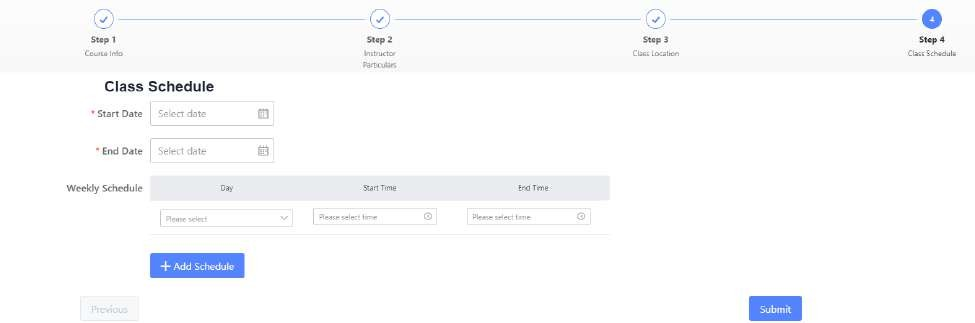 4
Step 1
Step 2
Step 3
Step 4
Course Info
Instructor
Particulars
Class Location
Class Schedule
Class Schedule
* Start Date
Select date
* End Date
Select date
Weekly Schedule
Day
Start Time
End Time
Please select
Please select time
Please select time
+ Add Schedule
Previous
Submit